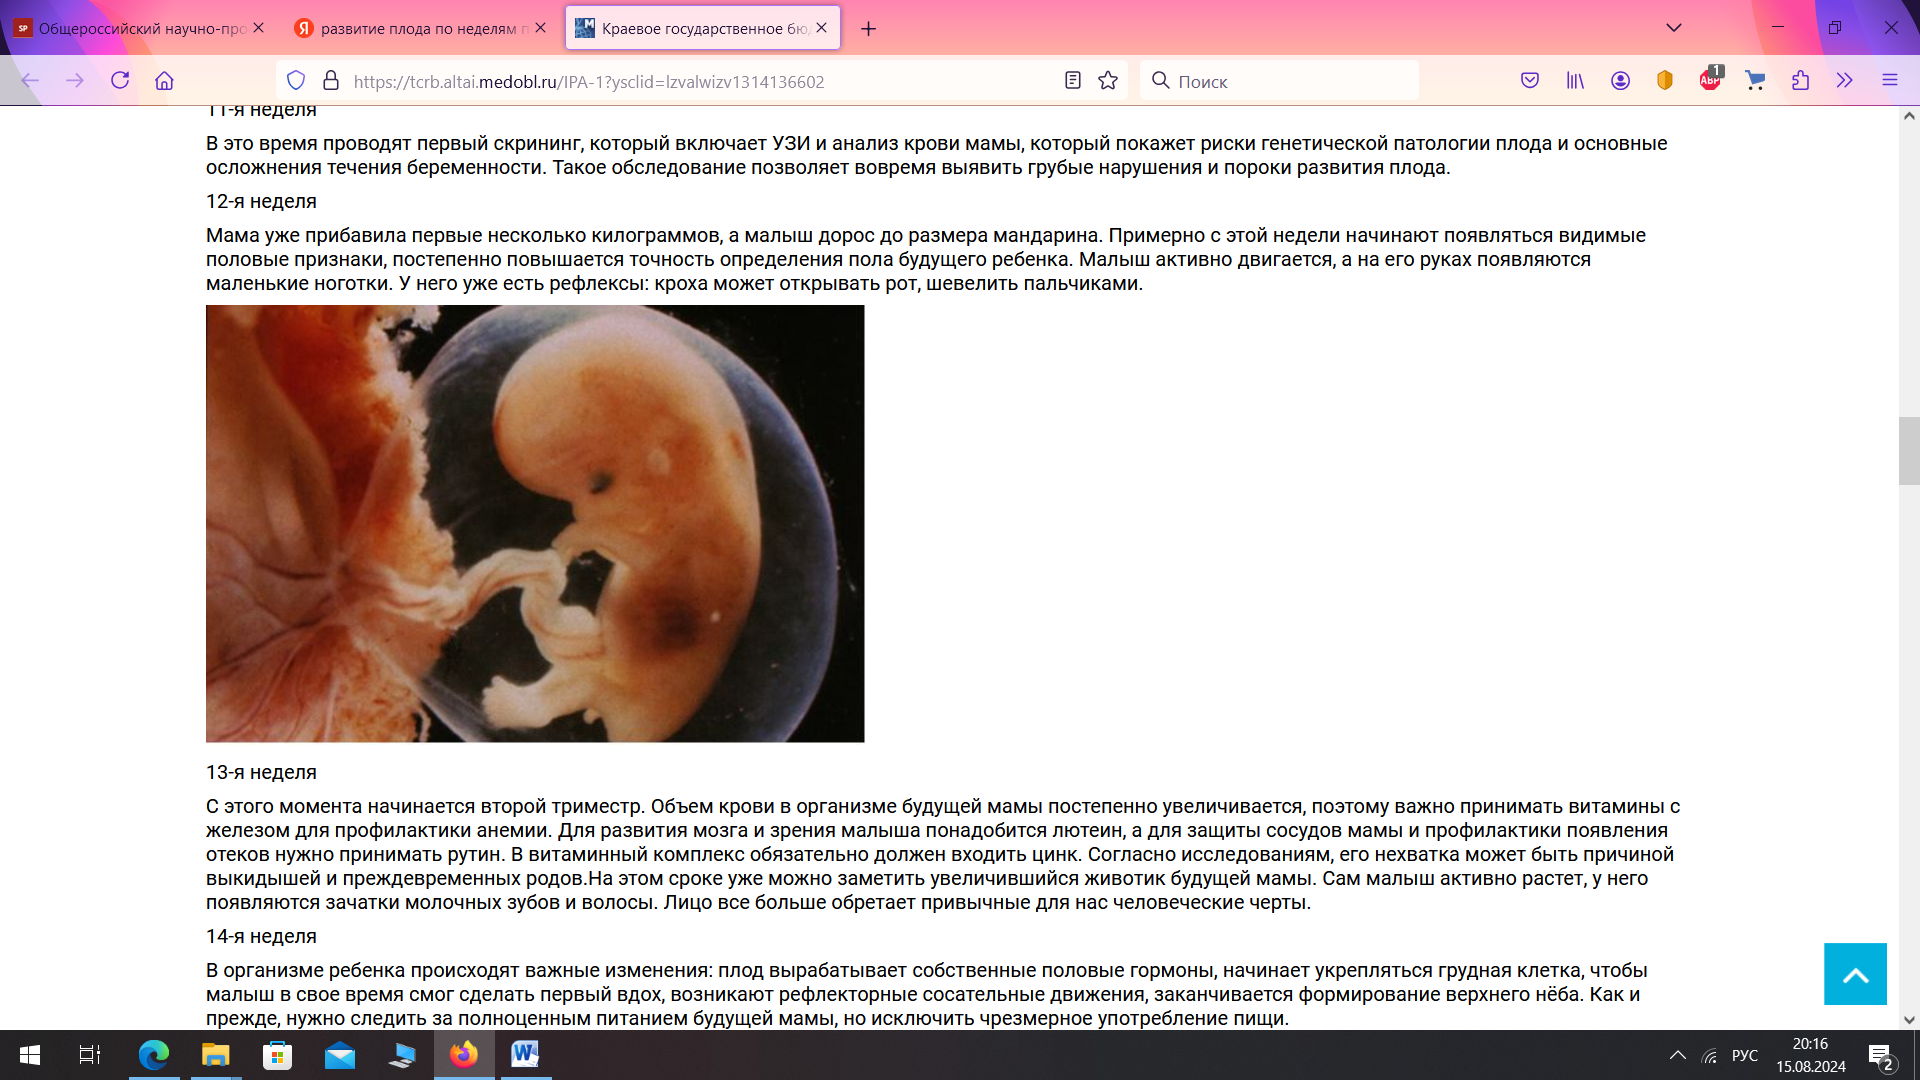 Общероссийский научно-про
развитие плода по неделям п
Краевое государственное бю
https://tcrb.altai.medobl.ru/IPA-1?ysclid=lzvalwizv1314136602
Поиск
ABP
1
11-я неделя
В это время проводят первый скрининг, который включает УЗИ и анализ крови мамы, который покажет риски генетической патологии плода и основные
осложнения течения беременности. Такое обследование позволяет вовремя выявить грубые нарушения и пороки развития плода.
12-я неделя
Мама уже прибавила первые несколько килограммов, а малыш дорос до размера мандарина. Примерно с этой недели начинают появляться видимые
половые признаки, постепенно повышается точность определения пола будущего ребенка. Малыш активно двигается, а на его руках появляются
маленькие ноготки. У него уже есть рефлексы: кроха может открывать рот, шевелить пальчиками.
13-я неделя
С этого момента начинается второй триместр. Объем крови в организме будущей мамы постепенно увеличивается, поэтому важно принимать витамины с
железом для профилактики анемии. Для развития мозга и зрения малыша понадобится лютеин, а для защиты сосудов мамы и профилактики появления
отеков нужно принимать рутин. В витаминный комплекс обязательно должен входить цинк. Согласно исследованиям, его нехватка может быть причиной
выкидышей и преждевременных родов.На этом сроке уже можно заметить увеличившийся животик будущей мамы. Сам малыш активно растет, у него
появляются зачатки молочных зубов и волосы. Лицо все больше обретает привычные для нас человеческие черты.
14-я неделя
В организме ребенка происходят важные изменения: плод вырабатывает собственные половые гормоны, начинает укрепляться грудная клетка, чтобы
малыш в свое время смог сделать первый вдох, возникают рефлекторные сосательные движения, заканчивается формирование верхнего нёба. Как и
прежде, нужно следить за полноценным питанием будущей мамы, но исключить чрезмерное употребление пищи.
РУС
20:16
15.08.2024
2